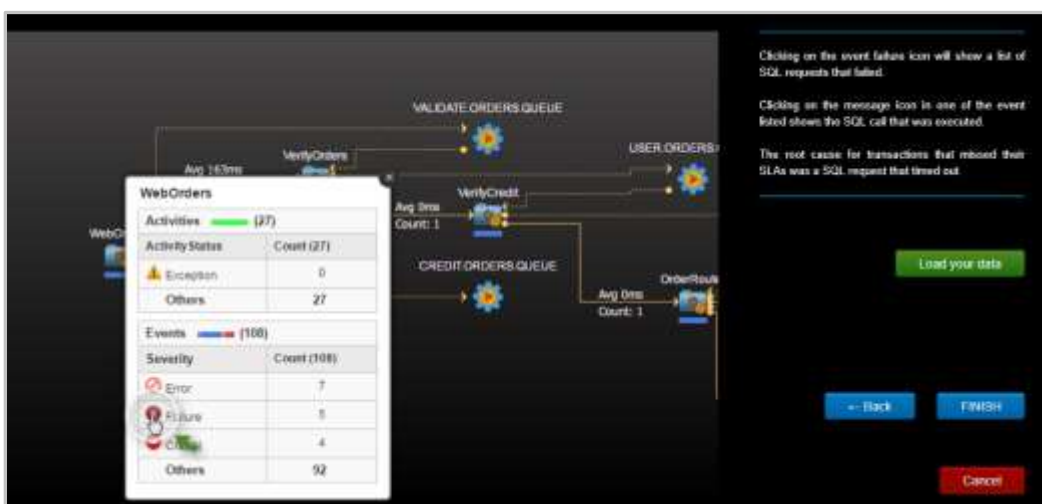 Clicking on the event failure icon will show a list of
SQL requests that failed.
Clicking on the message icon in one of the event
listed shows the SQL call that was executed.
The root cause for transactions that missed their
SLAs was a SQL request that timed out
VALIDATE.ORDERS.QUEUE
USER.ORDERS
VerifyOrders
Avg 163ms
WebOrders
Activities (27)
Activity Status Count (27)
Exception 0
Others 27
Events (108)
Severity Count (108)
Error 7
Failure 5
4
Others 92
VerifyCredit
Avg 0ms
Count: 1
CREDIT.ORDERS.QUEUE
OrderRout
Avg 0ms
Count: 1
Load your data
← Back
FINISH
Cancel